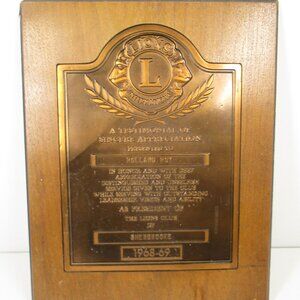 LIONS
L
INTERNATIONAL
A TESTIMONIAL OF
SINCERE APPRECIATION
PRESENTED TO
HOLLAND HOY
IN HONOR AND WITH DEEP
APPRECIATION OF THE
DISTINGUISHED AND UNSELFISH
SERVICE GIVEN TO THE CLUB
WHILE SERVING WITH OUTSTANDING
LEADERSHIP, VISION AND ABILITY
AS PRESIDENT OF
THE LIONS CLUB
OF
SHERBROOKE
1968-69